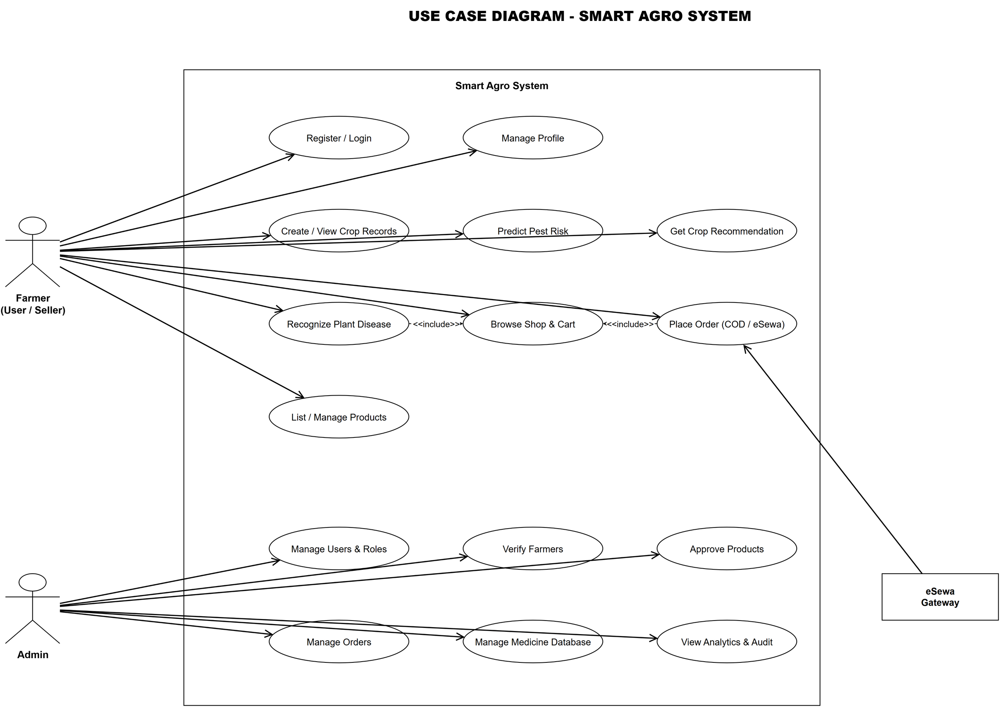 USE CASE DIAGRAM - SMART AGRO SYSTEM
Smart Agro System
Register / Login
Manage Profile
Create / View Crop Records
Predict Pest Risk
Get Crop Recommendation
Farmer
(User / Seller)
Recognize Plant Disease
<<include>>
Browse Shop & Cart
<<include>>
Place Order (COD / eSewa)
List / Manage Products
Manage Users & Roles
Verify Farmers
Approve Products
eSewa
Gateway
Admin
Manage Orders
Manage Medicine Database
View Analytics & Audit